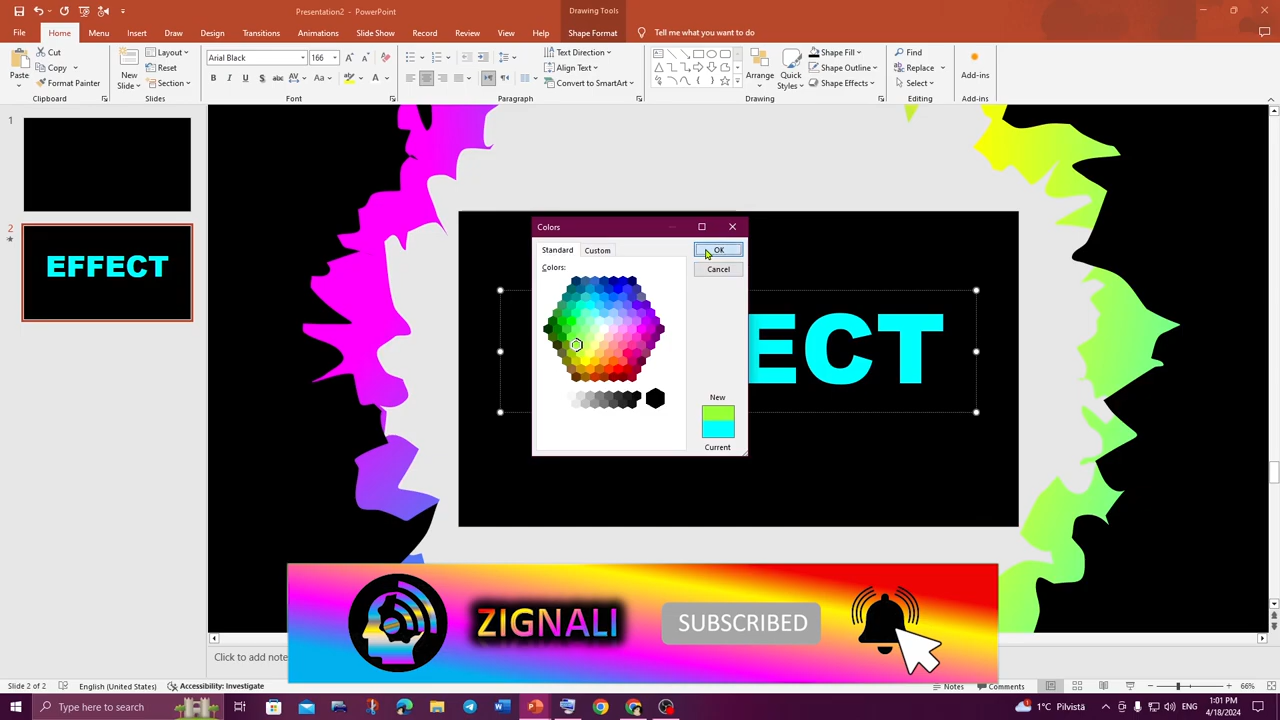 Presentation2 - PowerPoint
Drawing Tools
File Home Menu Insert Draw Design Transitions Animations Slide Show Record Review View Help Shape Format Tell me what you want to do
Paste
Cut
Copy
Format Painter
Clipboard
New Slide
Layout
Reset
Section
Slides
Arial Black 166
Font
Text Direction
Align Text
Convert to SmartArt
Paragraph
Arrange
Quick Styles
Shape Fill
Shape Outline
Shape Effects
Drawing
Find
Replace
Select
Editing
Add-ins
Add-ins
1
2
EFFECT
ECT
Colors
Standard Custom
Colors:
OK
Cancel
New
Current
ZIGNALI
SUBSCRIBED
Click to add note
Slide 2 of 2 English (United States) Accessibility: Investigate Notes Comments 66%
Type here to search
1°C Pilvistä
ENG
1:01 PM
4/18/2024